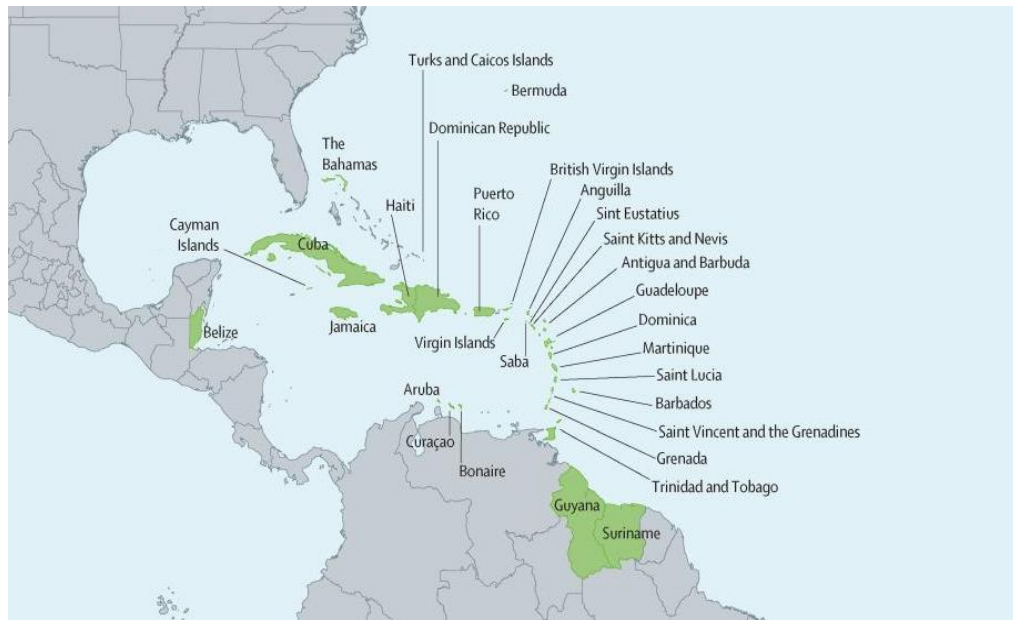 Turks and Caicos Islands
Bermuda
Dominican Republic
The
Bahamas
British Virgin Islands
Anguilla
Puerto
Rico
Haiti
Sint Eustatius
Cayman
Islands
Cuba
Saint Kitts and Nevis
Antigua and Barbuda
Guadeloupe
Dominica
Jamaica
Belize
Virgin Islands
Martinique
Saba
Saint Lucia
Aruba
Barbados
Saint Vincent and the Grenadines
Curaçao
Grenada
Bonaire
Trinidad and Tobago
Guyana
Suriname